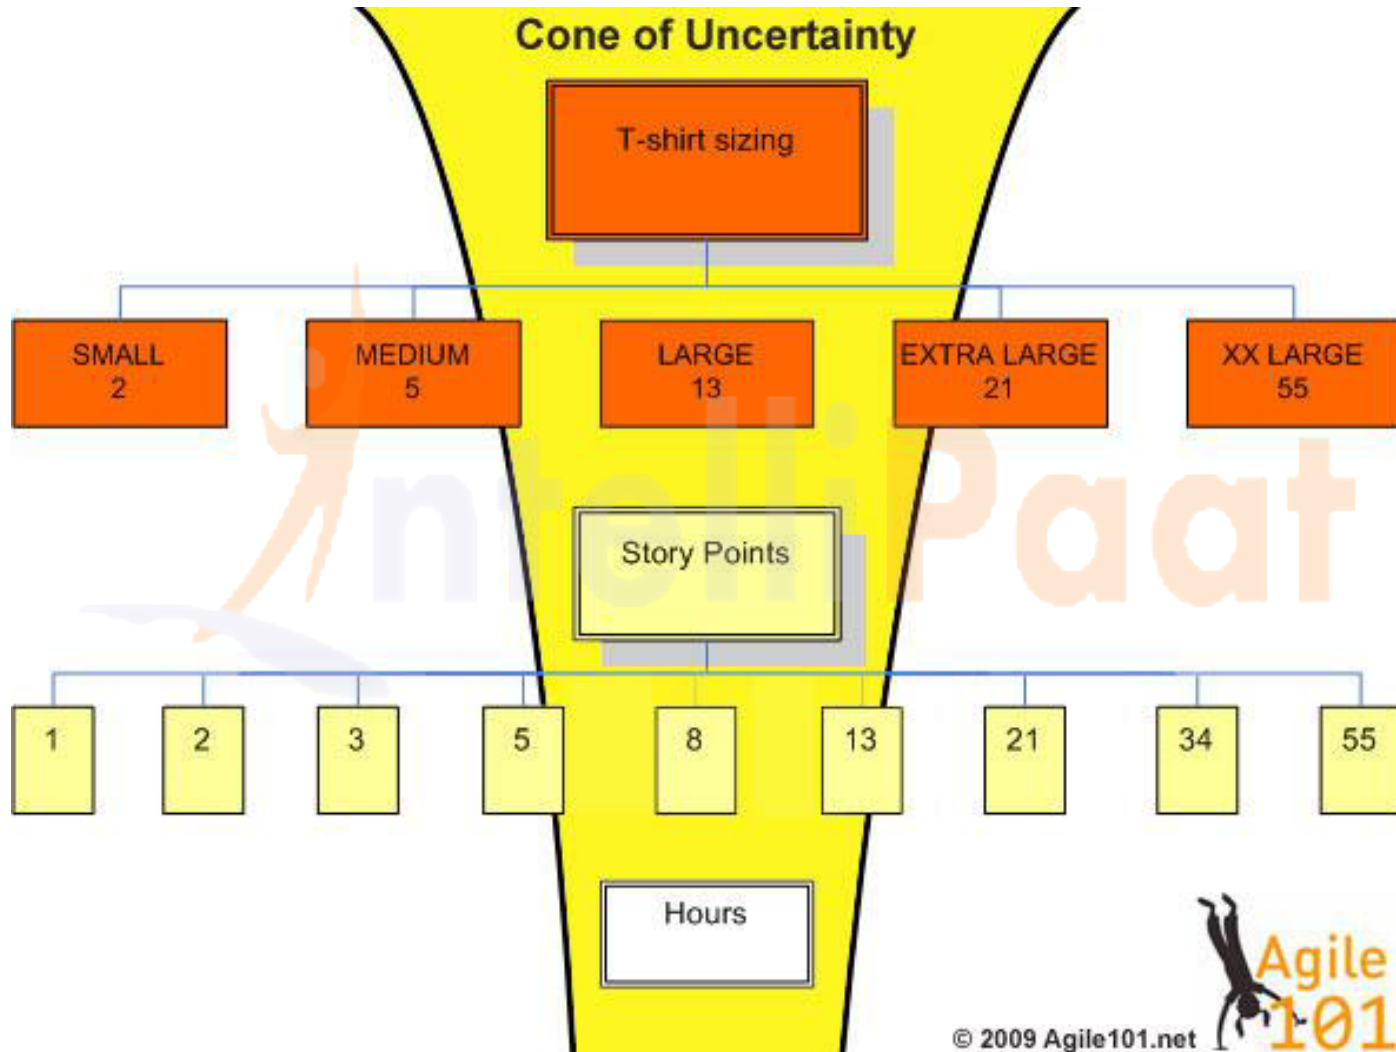 Cone of Uncertainty
T-shirt sizing
SMALL
2
MEDIUM
5
LARGE
13
EXTRA LARGE
21
XX LARGE
55
IntelliPaat
Story Points
1
2
3
5
8
13
21
34
55
Hours
Agile
101
© 2009 Agile101.net